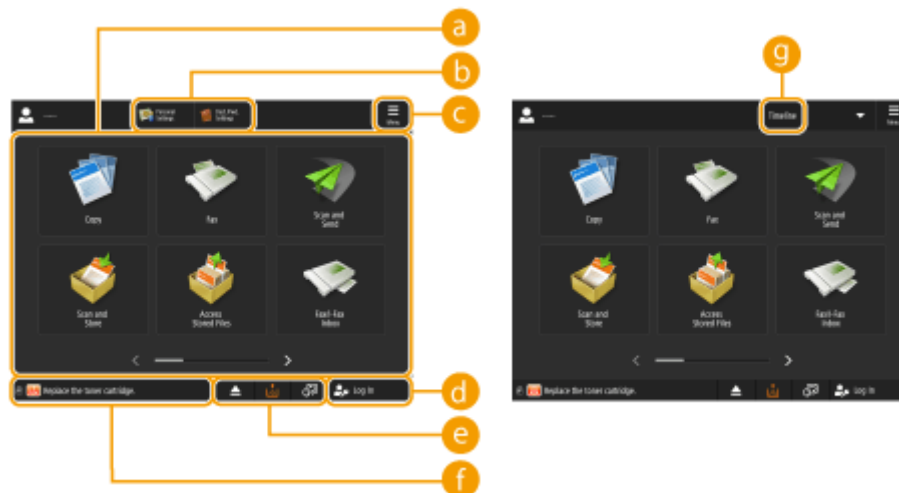 a
b
g
Personal
Settings
c
Menu
Timeline
Copy
Fax
Scan and
Send
Copy
Fax
Scan and
Send
Scan and
Store
Access
Stored Files
Fax/I-Fax
Inbox
Scan and
Store
Access
Stored Files
Fax/I-Fax
Inbox
Replace the toner cartridge.
Log In
d
Replace the toner cartridge.
Log In
e
f